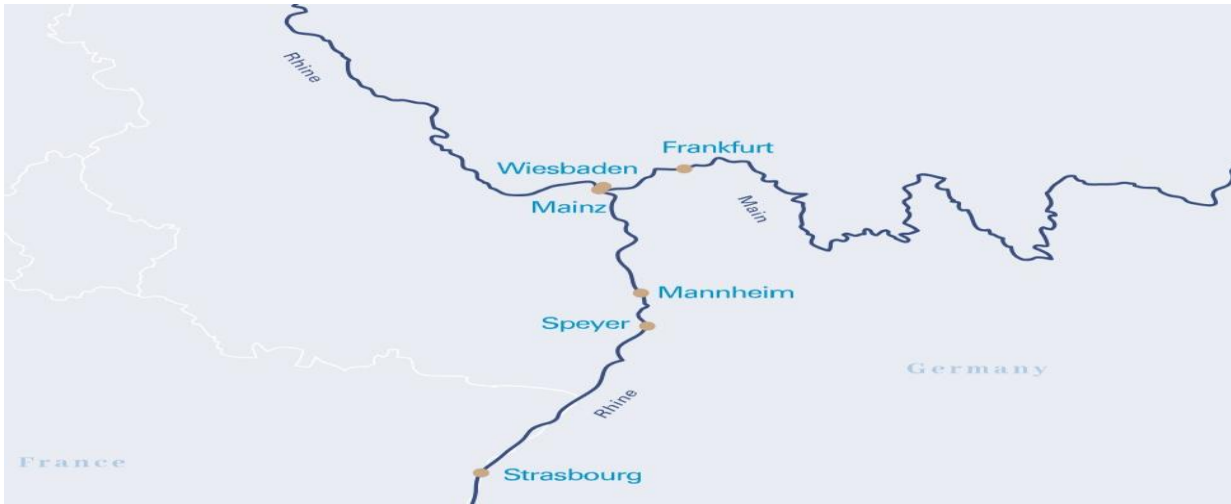 Rhine
Frankfurt
Wiesbaden
Mainz
Main
Mannheim
Speyer
Germany
Rhine
France
Strasbourg